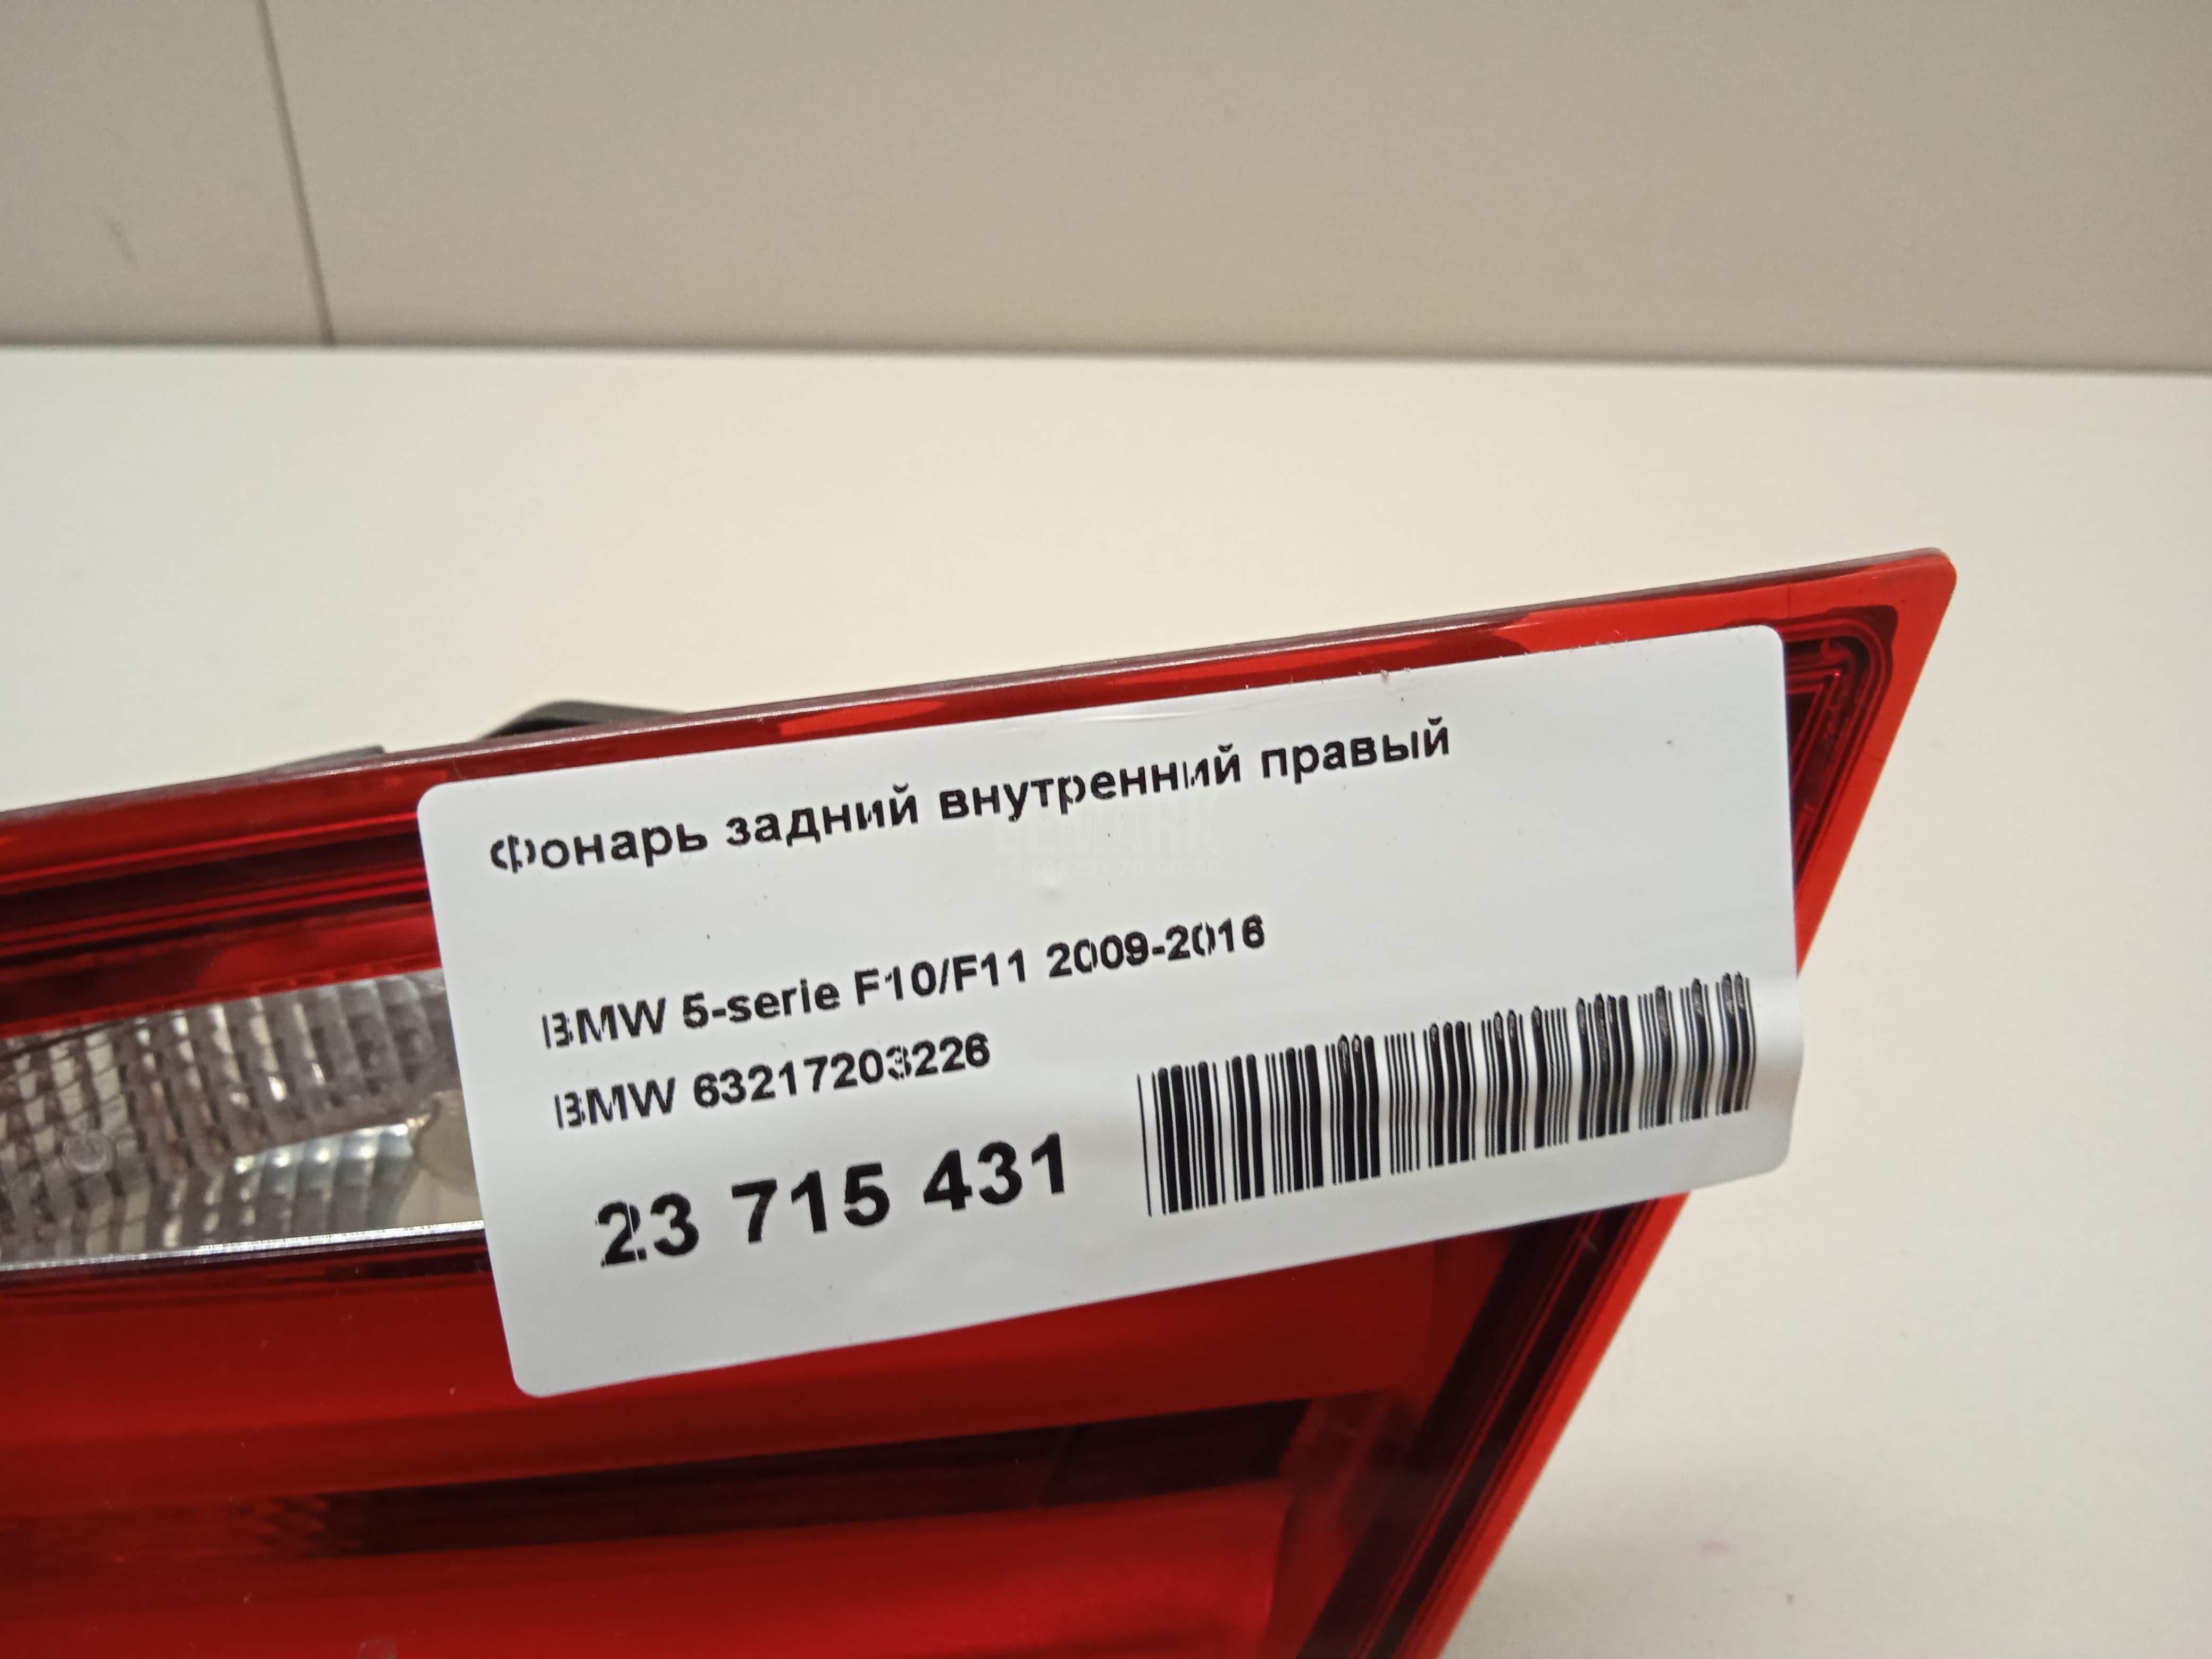 Фонарь задний внутренний правый
BMW 5-serie F10/F11 2009-2016
BMW 63217203226
23 715 431